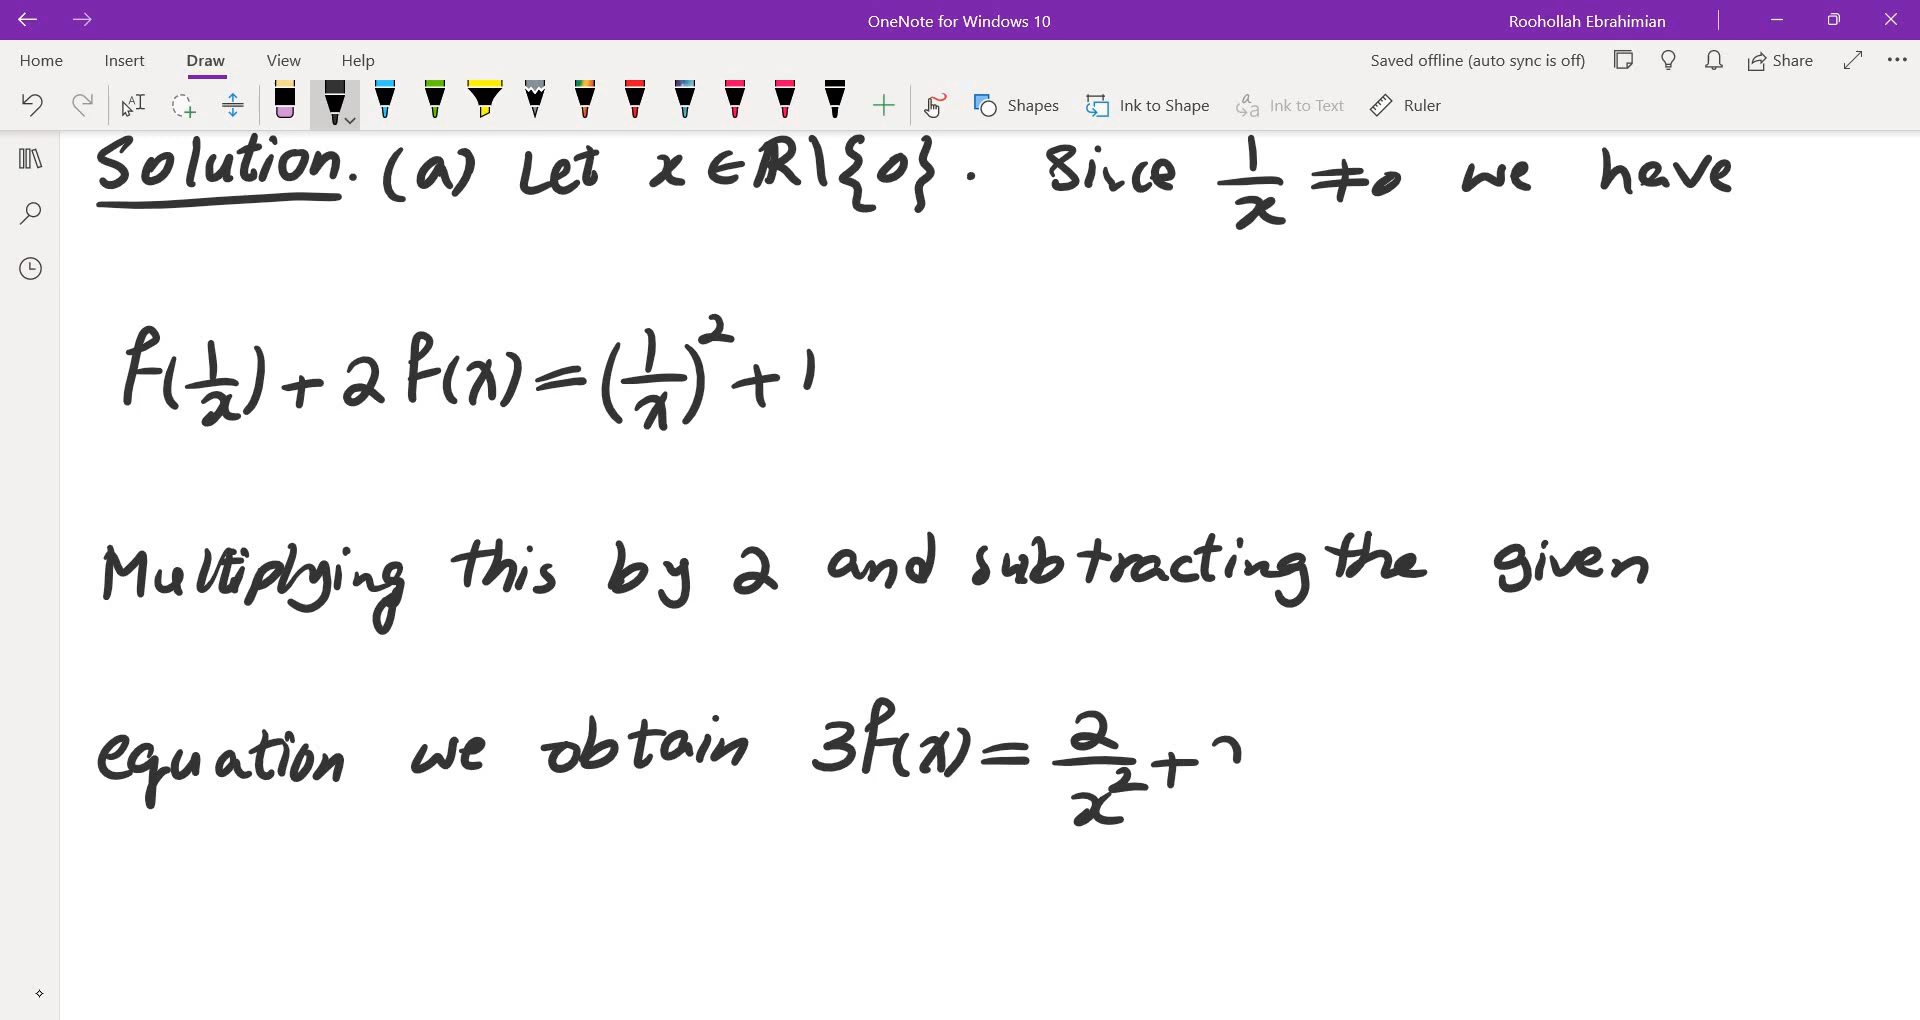 OneNote for Windows 10
Roohollah Ebrahimian
Home Insert Draw View Help
Saved offline (auto sync is off) Share
Shapes Ink to Shape Ink to Text Ruler
Solution. (a) Let x ∈ ℝ\{0}. Since 1/x ≠ 0 we have
f(1/x) + 2 f(x) = (1/x)² + 1
Multiplying this by 2 and subtracting the given
equation we obtain 3f(x) = 2/x² +